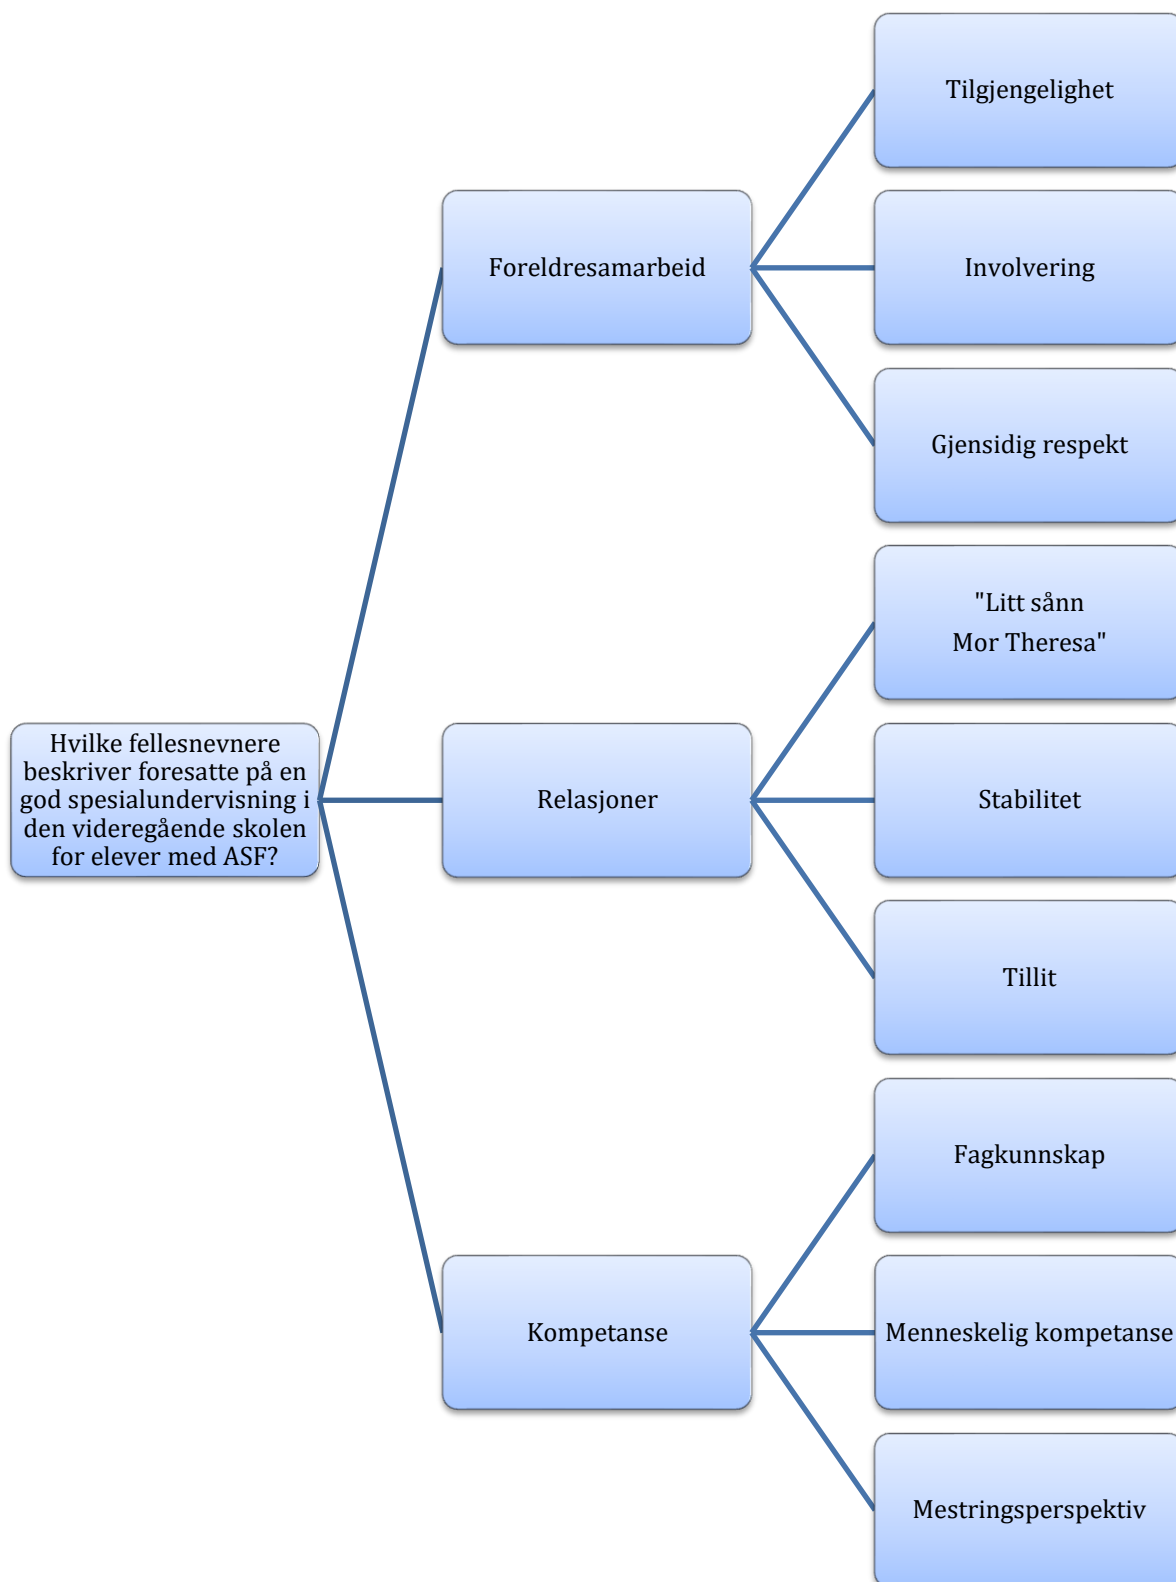 Hvilke fellesnevnere
beskriver foresatte på en
god spesialundervisning i
den videregående skolen
for elever med ASF?
Foreldresamarbeid
Tilgjengelighet
Involvering
Gjensidig respekt
Relasjoner
"Litt sånn
Mor Theresa"
Stabilitet
Tillit
Kompetanse
Fagkunnskap
Menneskelig kompetanse
Mestringsperspektiv